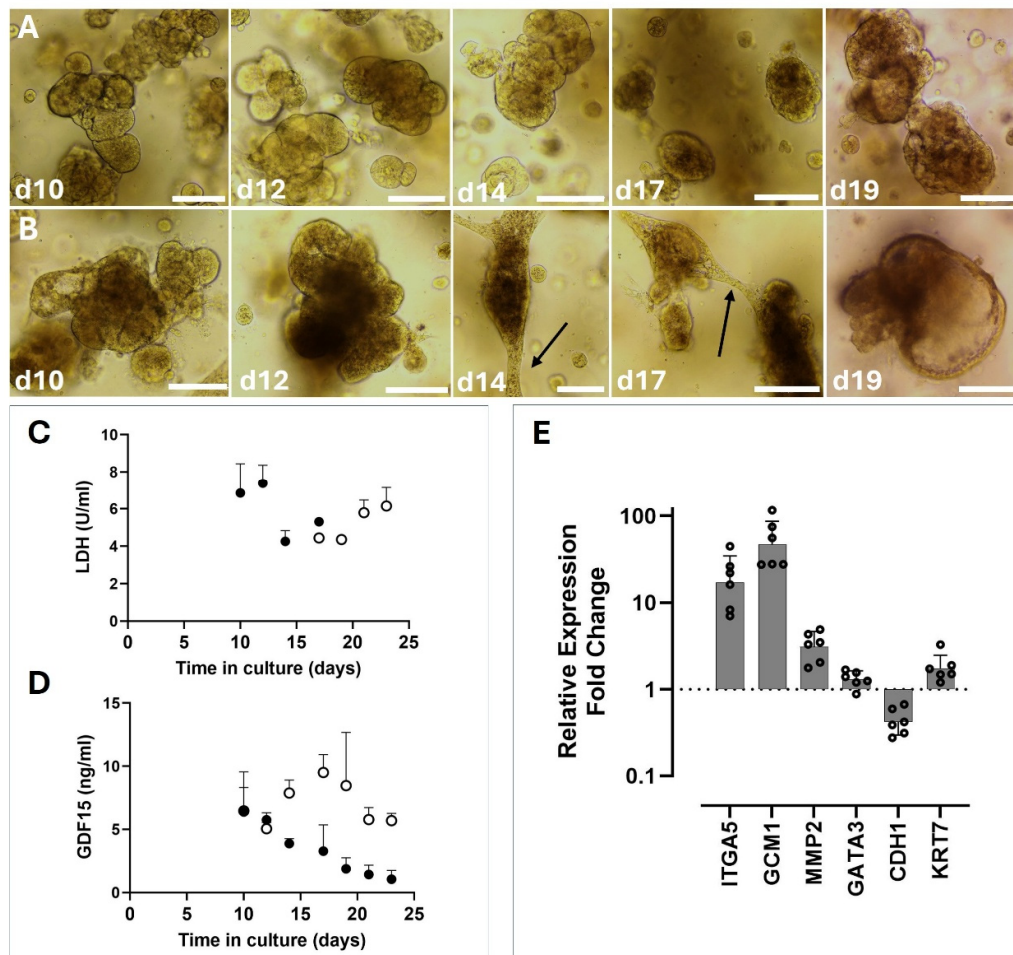 A
d10 d12 d14 d17 d19
B
d10 d12 d14 d17 d19
C
LDH (U/ml)
10
8
6
4
2
0
0 5 10 15 20 25
Time in culture (days)
D
GDF15 (ng/ml)
15
10
5
0
0 5 10 15 20 25
Time in culture (days)
E
Relative Expression
Fold Change
100
10
1
0.1
ITGA5
GCM1
MMP2
GATA3
CDH1
KRT7